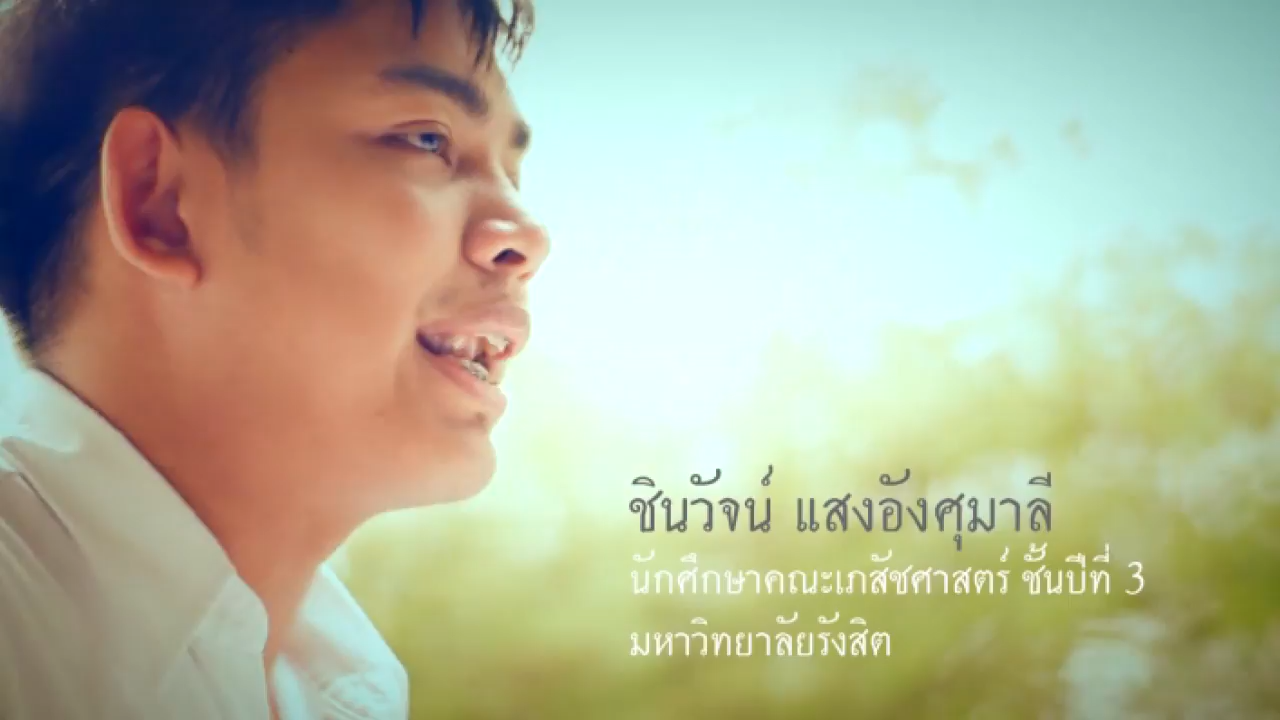 ชินวัจน์ แสงอังศุมาลี
นักศึกษาคณะเภสัชศาสตร์ ชั้นปีที่ 3
มหาวิทยาลัยรังสิต